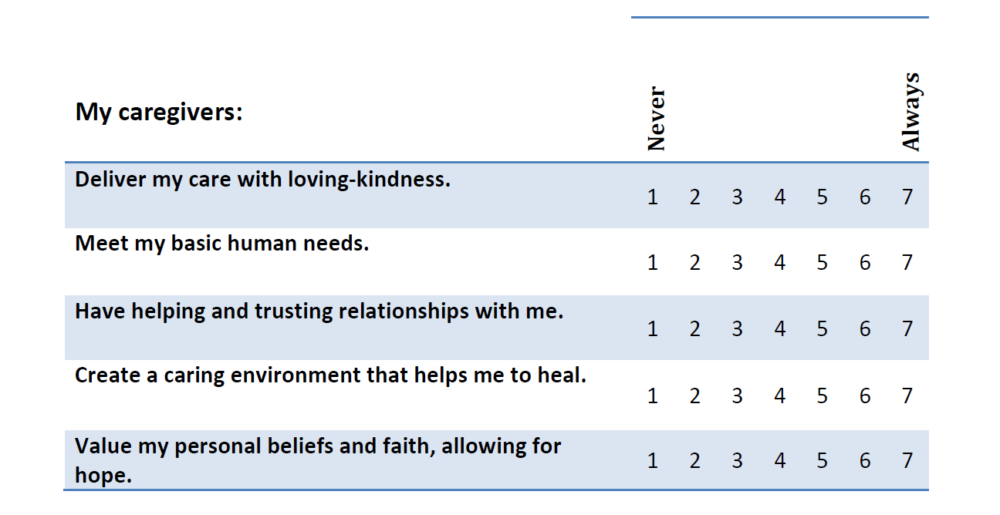 My caregivers:
Never
Always
Deliver my care with loving-kindness.
1 2 3 4 5 6 7
Meet my basic human needs.
1 2 3 4 5 6 7
Have helping and trusting relationships with me.
1 2 3 4 5 6 7
Create a caring environment that helps me to heal.
1 2 3 4 5 6 7
Value my personal beliefs and faith, allowing for
hope.
1 2 3 4 5 6 7